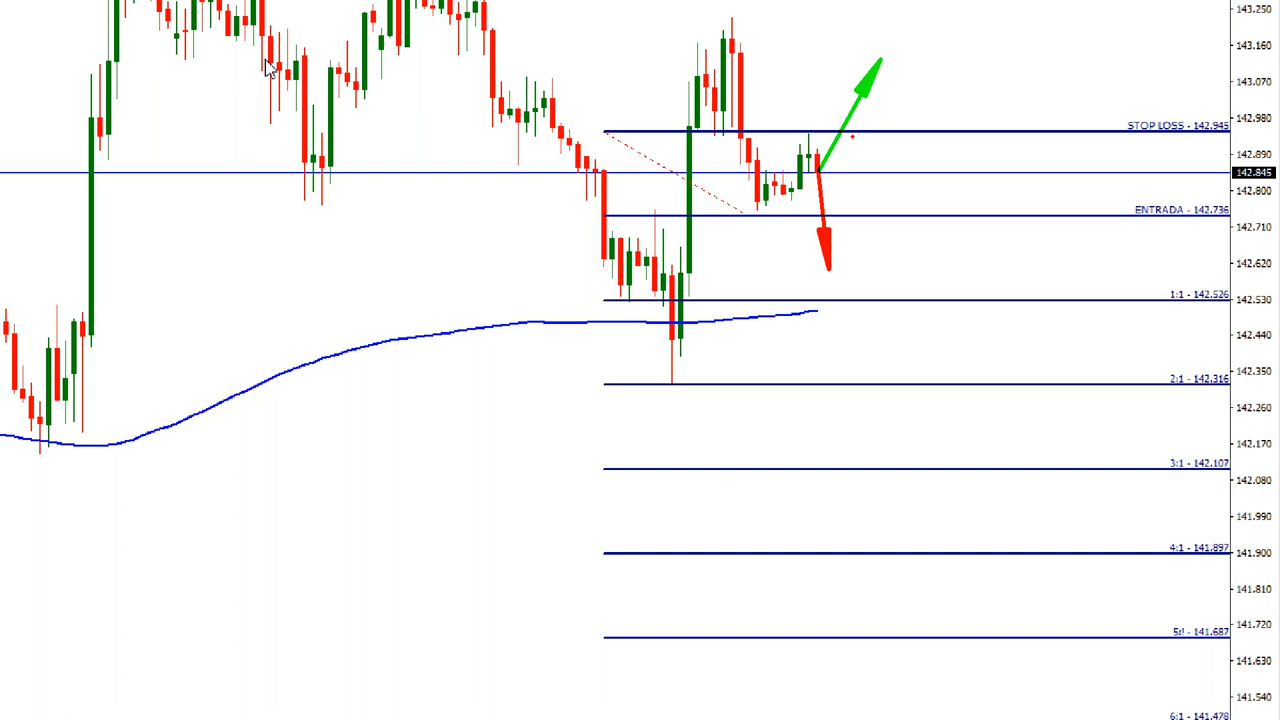 143.250
143.160
143.070
142.980
STOP LOSS - 142.945
142.890
142.845
142.800
ENTRADA - 142.736
142.710
142.620
1:1 - 142.526
142.530
142.440
2:1 - 142.316
142.350
142.260
142.170
3:1 - 142.107
142.080
141.990
4:1 - 141.897
141.900
141.810
5:! - 141.687
141.720
141.630
141.540
6:1 - 141.478